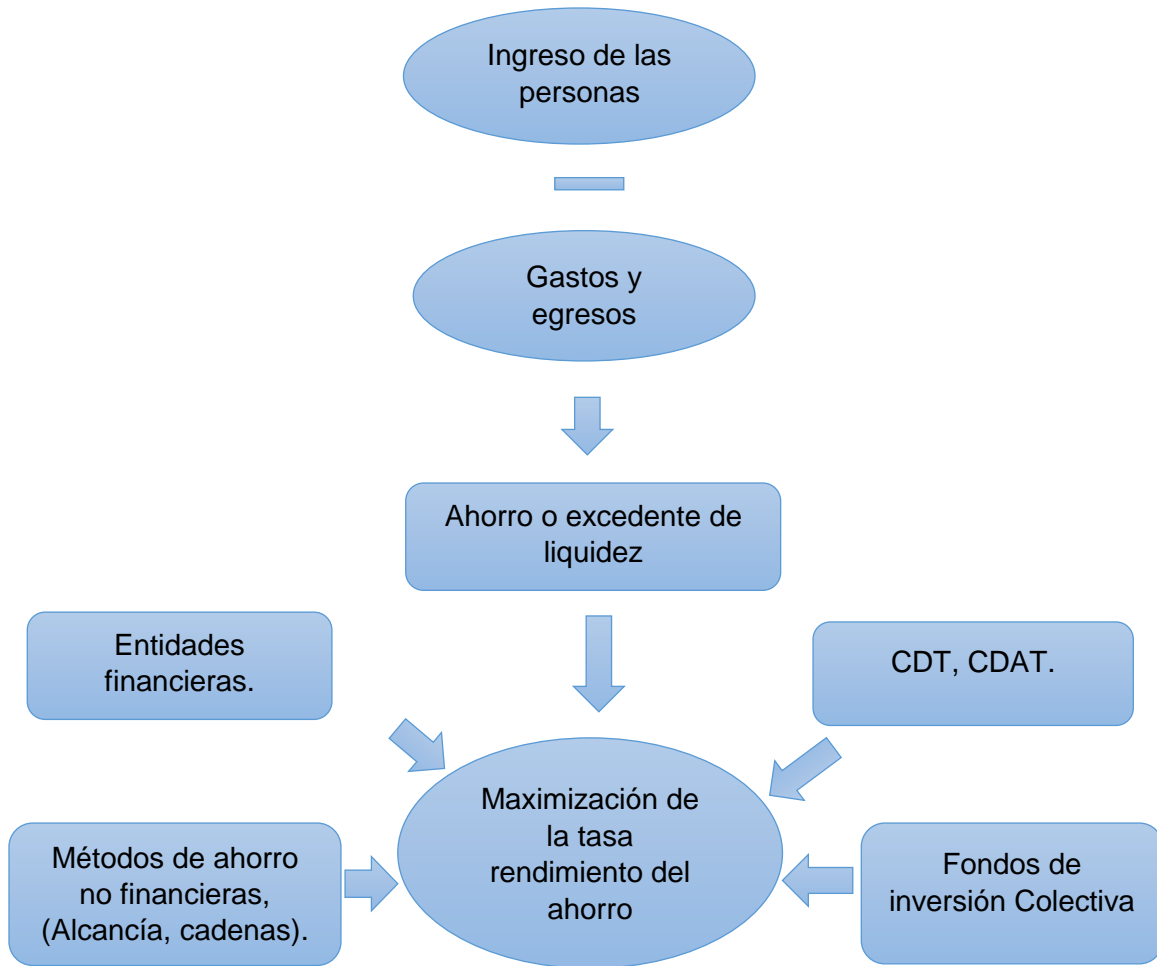 Ingreso de las
personas
Gastos y
egresos
Ahorro o excedente de
liquidez
Entidades
financieras.
CDT, CDAT.
Maximización de
la tasa
rendimiento del
ahorro
Métodos de ahorro
no financieras,
(Alcancía, cadenas).
Fondos de
inversión Colectiva